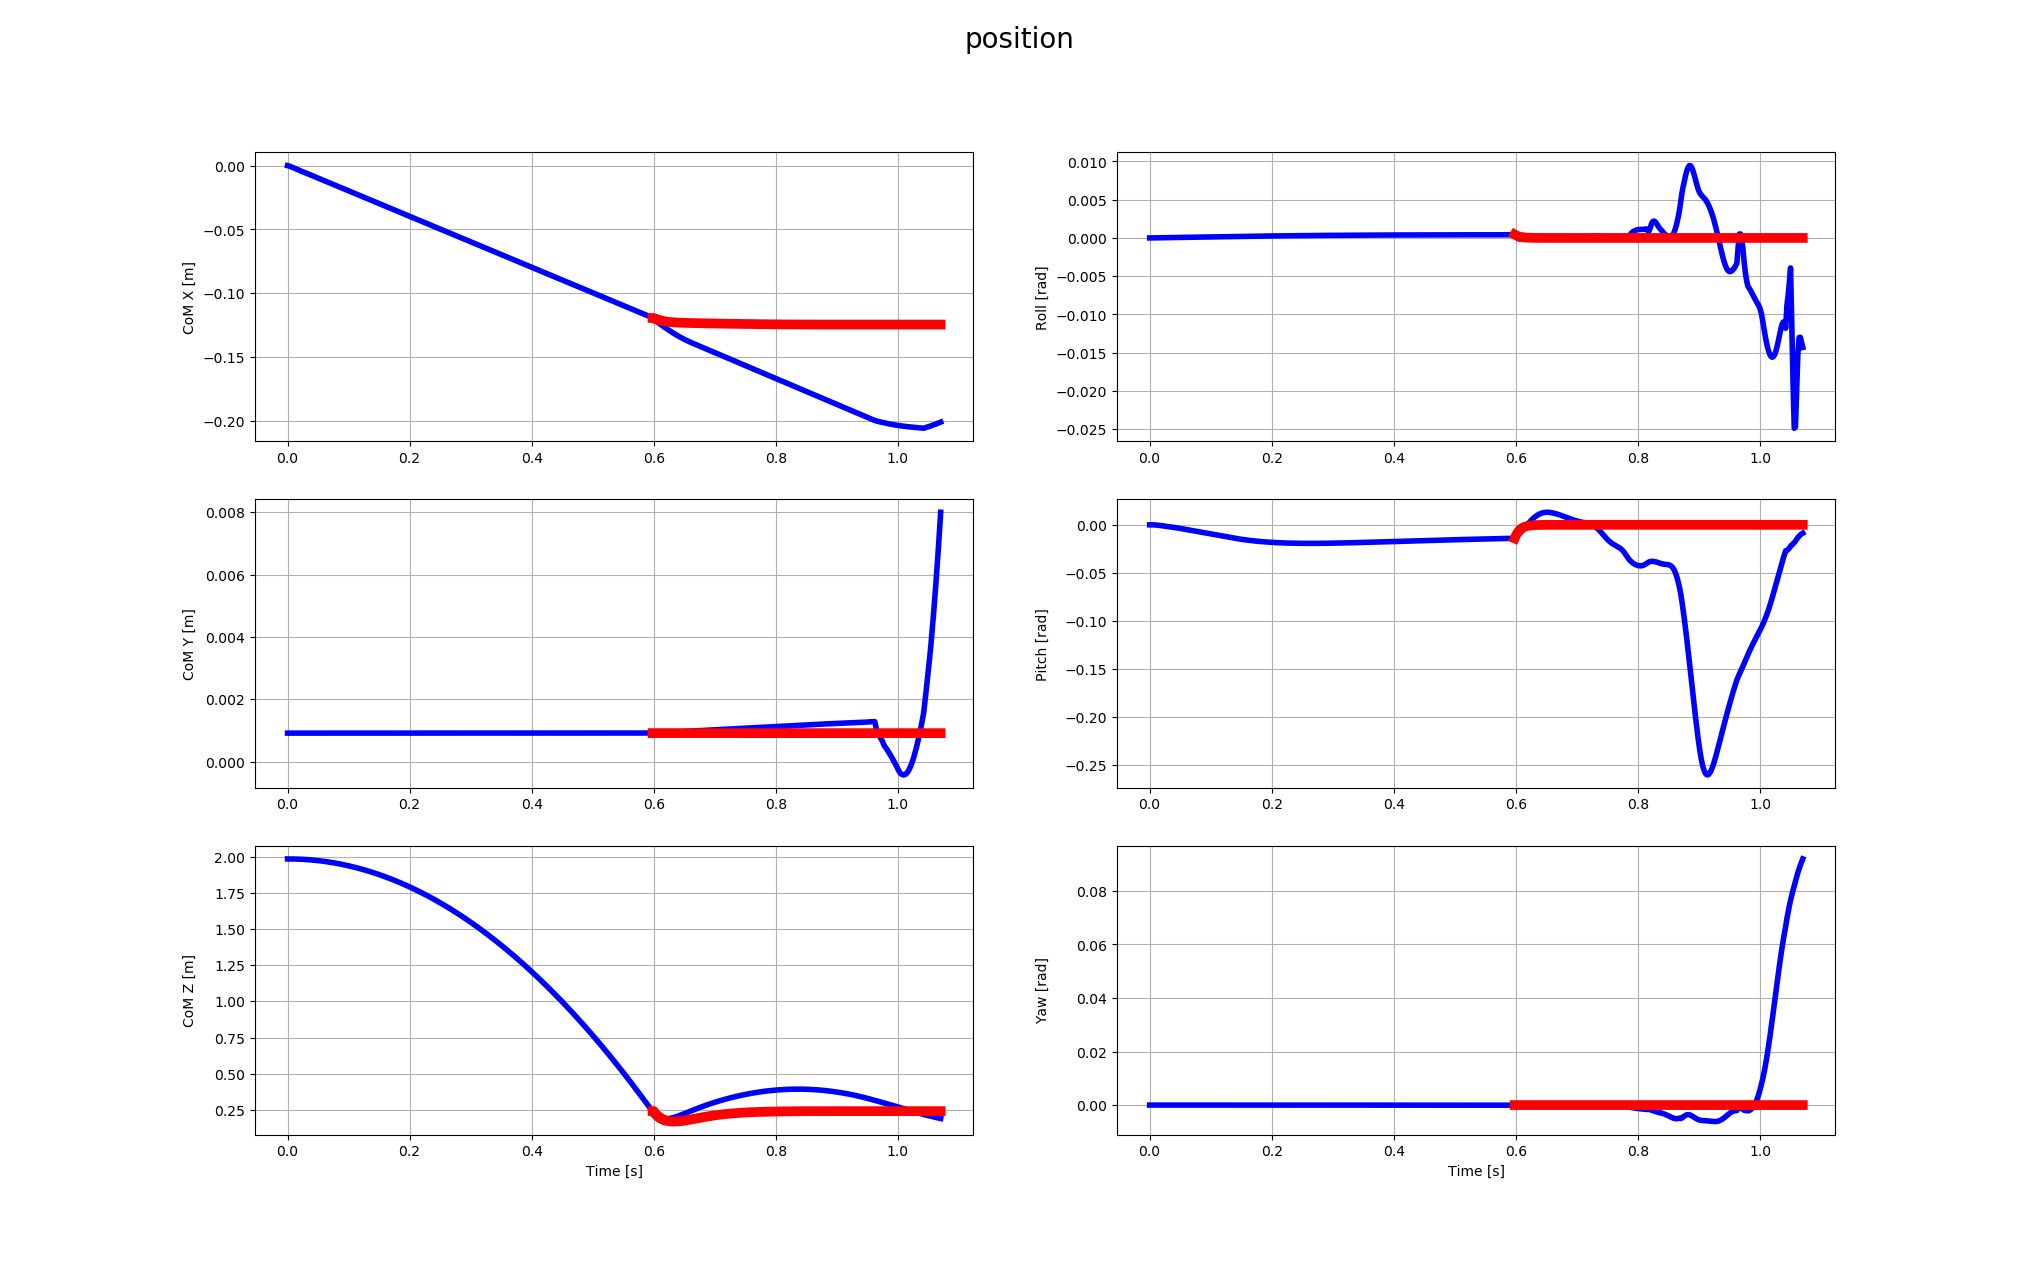 position
CoM X [m]
0.00
−0.05
−0.10
−0.15
−0.20
0.0 0.2 0.4 0.6 0.8 1.0
Roll [rad]
0.010
0.005
0.000
−0.005
−0.010
−0.015
−0.020
−0.025
0.0 0.2 0.4 0.6 0.8 1.0
CoM Y [m]
0.008
0.006
0.004
0.002
0.000
0.0 0.2 0.4 0.6 0.8 1.0
Pitch [rad]
0.00
−0.05
−0.10
−0.15
−0.20
−0.25
0.0 0.2 0.4 0.6 0.8 1.0
CoM Z [m]
2.00
1.75
1.50
1.25
1.00
0.75
0.50
0.25
0.0 0.2 0.4 0.6 0.8 1.0
Time [s]
Yaw [rad]
0.08
0.06
0.04
0.02
0.00
0.0 0.2 0.4 0.6 0.8 1.0
Time [s]